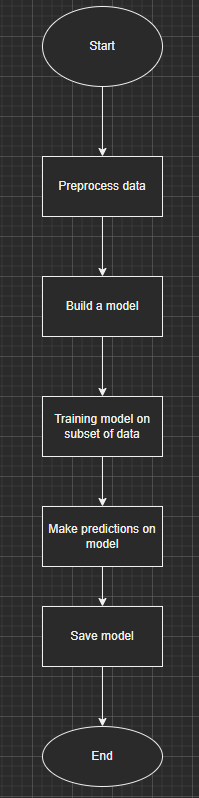 Start
Preprocess data
Build a model
Training model on
subset of data
Make predictions on
model
Save model
End